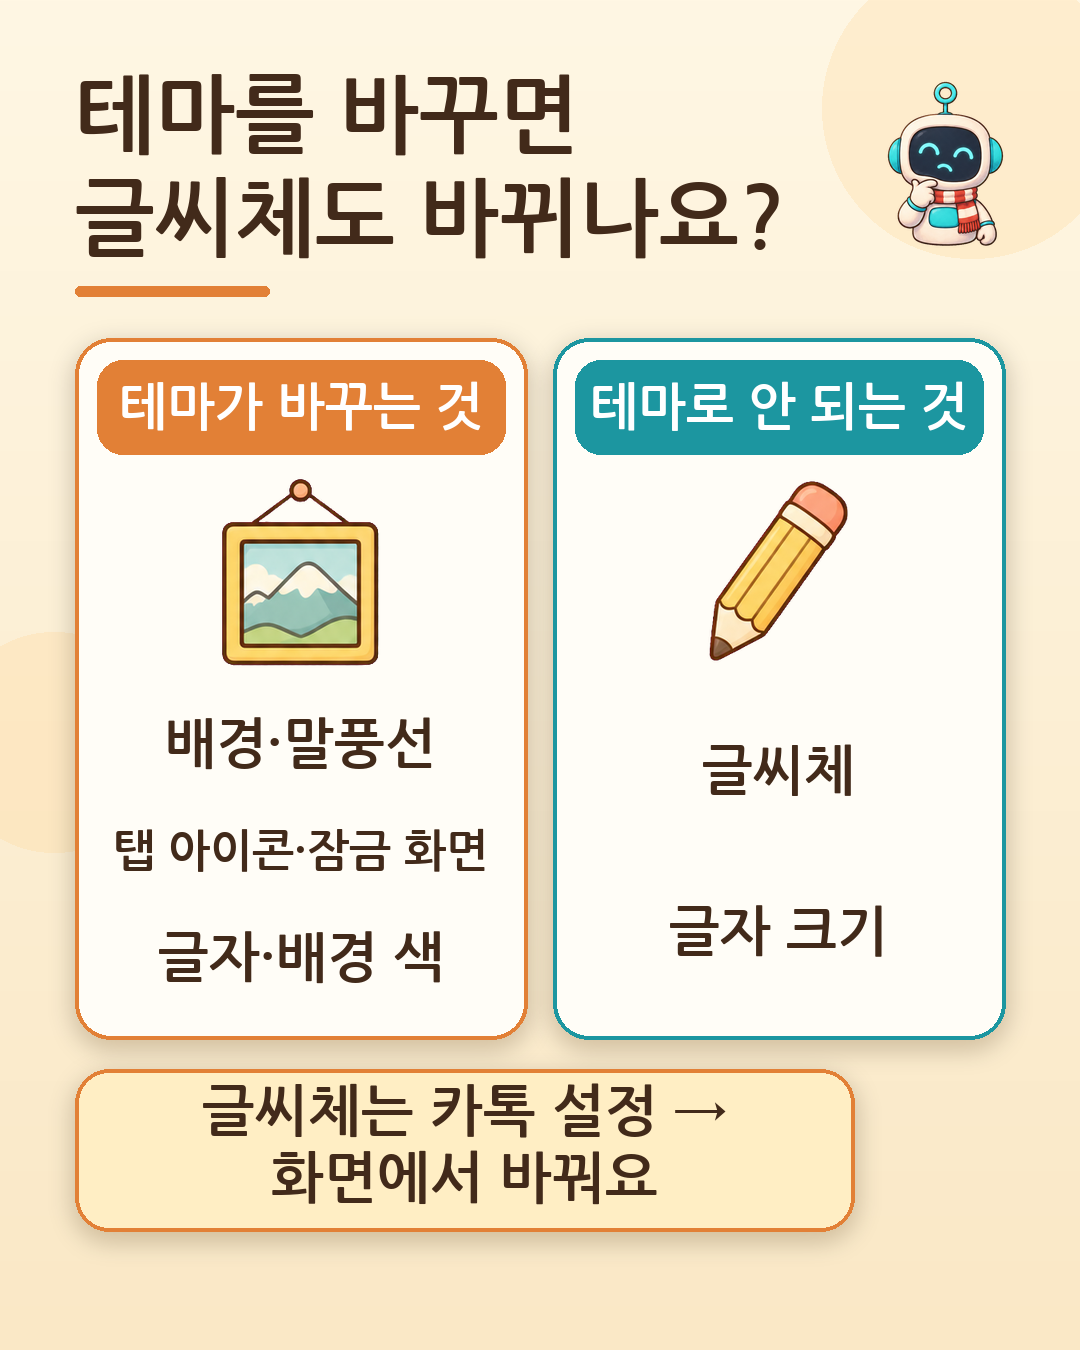 테마를 바꾸면
글씨체도 바뀌나요?
테마가 바꾸는 것
배경·말풍선
탭 아이콘·잠금 화면
글자·배경 색
테마로 안 되는 것
글씨체
글자 크기
글씨체는 카톡 설정 →
화면에서 바꿔요